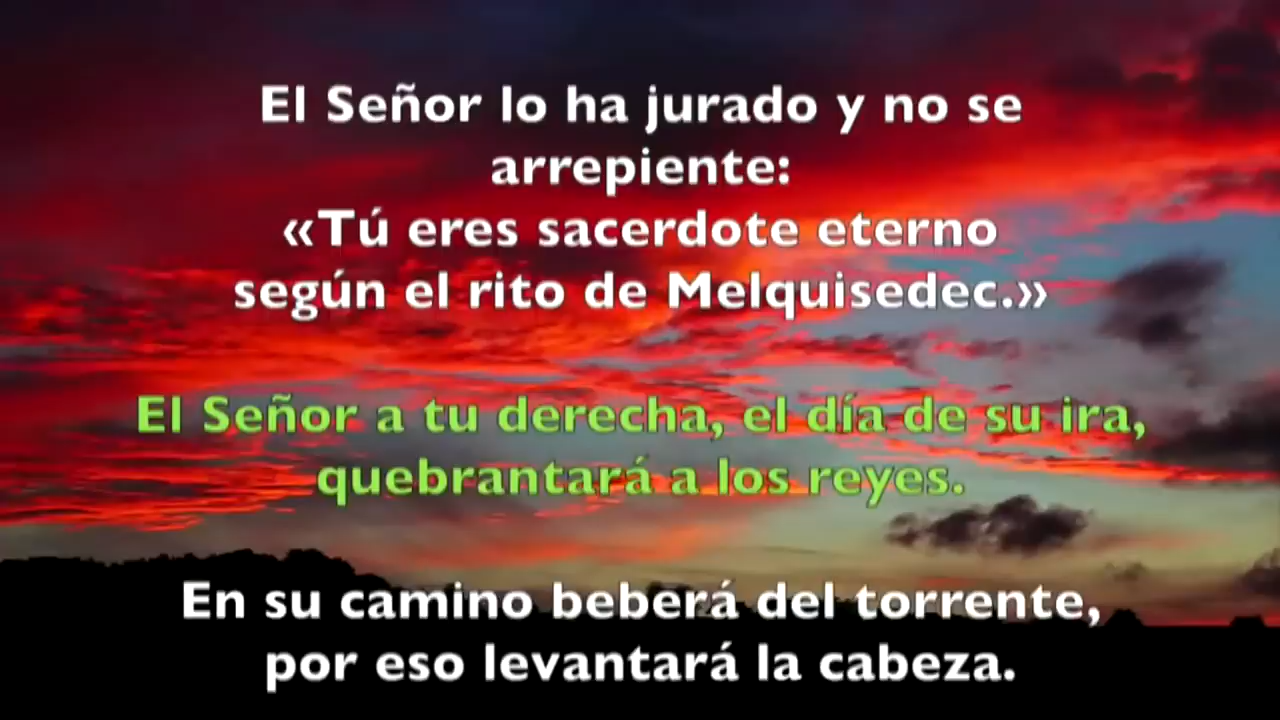 El Señor lo ha jurado y no se
arrepiente:
«Tú eres sacerdote eterno
según el rito de Melquisedec.»
El Señor a tu derecha, el día de su ira,
quebrantará a los reyes.
En su camino beberá del torrente,
por eso levantará la cabeza.